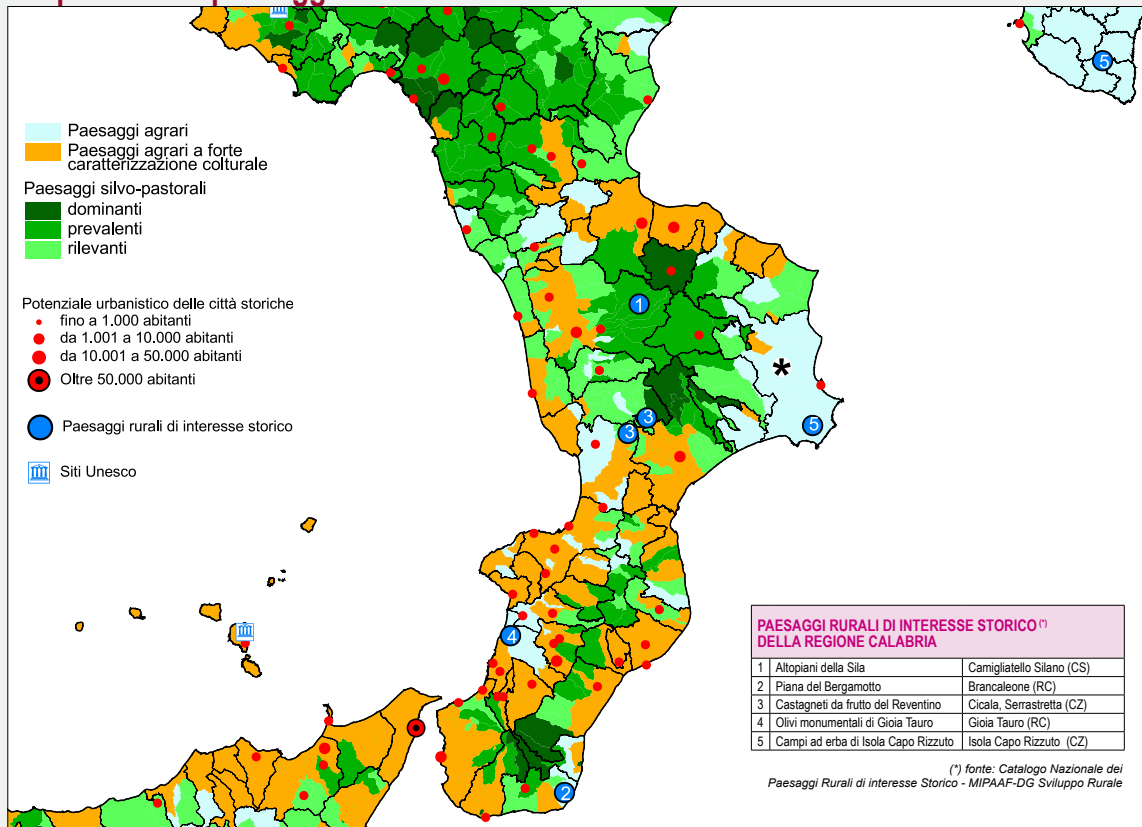 Paesaggi agrari
Paesaggi agrari a forte
caratterizzazione colturale
Paesaggi silvo-pastorali
dominanti
prevalenti
rilevanti
Potenziale urbanistico delle città storiche
fino a 1.000 abitanti
da 1.001 a 10.000 abitanti
da 10.001 a 50.000 abitanti
Oltre 50.000 abitanti
Paesaggi rurali di interesse storico
Siti Unesco
5
1
*
3
3
5
4
2
PAESAGGI RURALI DI INTERESSE STORICO (*)
DELLA REGIONE CALABRIA
1 Altopiani della Sila Camigliatello Silano (CS)
2 Piana del Bergamotto Brancaleone (RC)
3 Castagneti da frutto del Reventino Cicala, Serrastretta (CZ)
4 Olivi monumentali di Gioia Tauro Gioia Tauro (RC)
5 Campi ad erba di Isola Capo Rizzuto Isola Capo Rizzuto (CZ)
(*) fonte: Catalogo Nazionale dei
Paesaggi Rurali di interesse Storico - MIPAAF-DG Sviluppo Rurale